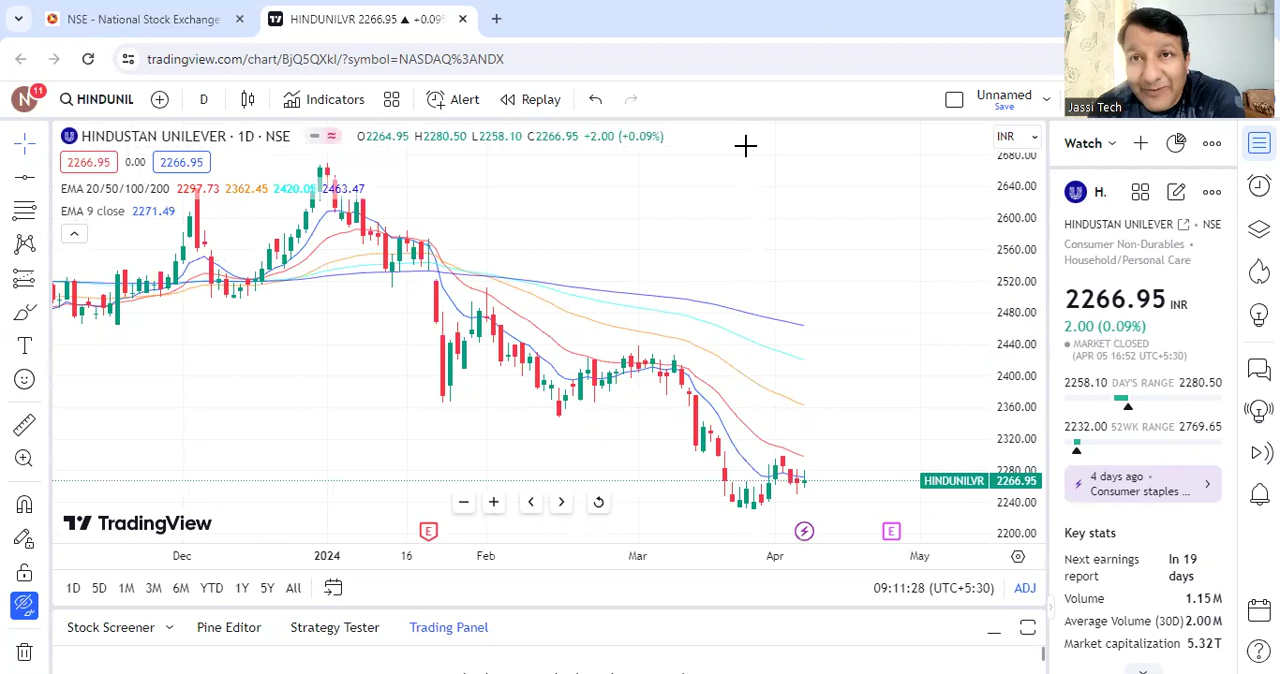 NSE - National Stock Exchange
HINDUNILVR 2266.95 ▲ +0.09
tradingview.com/chart/BjQ5QXkI/?symbol=NASDAQ%3ANDX
Jassi Tech
N 11
HINDUNIL
D
Indicators
Alert
Replay
Unnamed
Save
HINDUSTAN UNILEVER · 1D · NSE
O2264.95 H2280.50 L2258.10 C2266.95 +2.00 (+0.09%)
INR
2266.95 0.00 2266.95
EMA 20/50/100/200 2297.73 2362.45 2420.05 2463.47
EMA 9 close 2271.49
2680.00
2640.00
2600.00
2560.00
2520.00
2480.00
2440.00
2400.00
2360.00
2320.00
2280.00
HINDUNILVR 2266.95
2240.00
2200.00
TradingView
E
E
Dec 2024 16 Feb Mar Apr May
1D 5D 1M 3M 6M YTD 1Y 5Y All
09:11:28 (UTC+5:30) ADJ
Stock Screener Pine Editor Strategy Tester Trading Panel
Watch
H.
HINDUSTAN UNILEVER • NSE
Consumer Non-Durables •
Household/Personal Care
2266.95 INR
2.00 (0.09%)
MARKET CLOSED
(APR 05 16:52 UTC+5:30)
2258.10 DAY'S RANGE 2280.50
2232.00 52WK RANGE 2769.65
4 days ago •
Consumer staples ...
Key stats
Next earnings report In 19 days
Volume 1.15M
Average Volume (30D) 2.00M
Market capitalization 5.32T